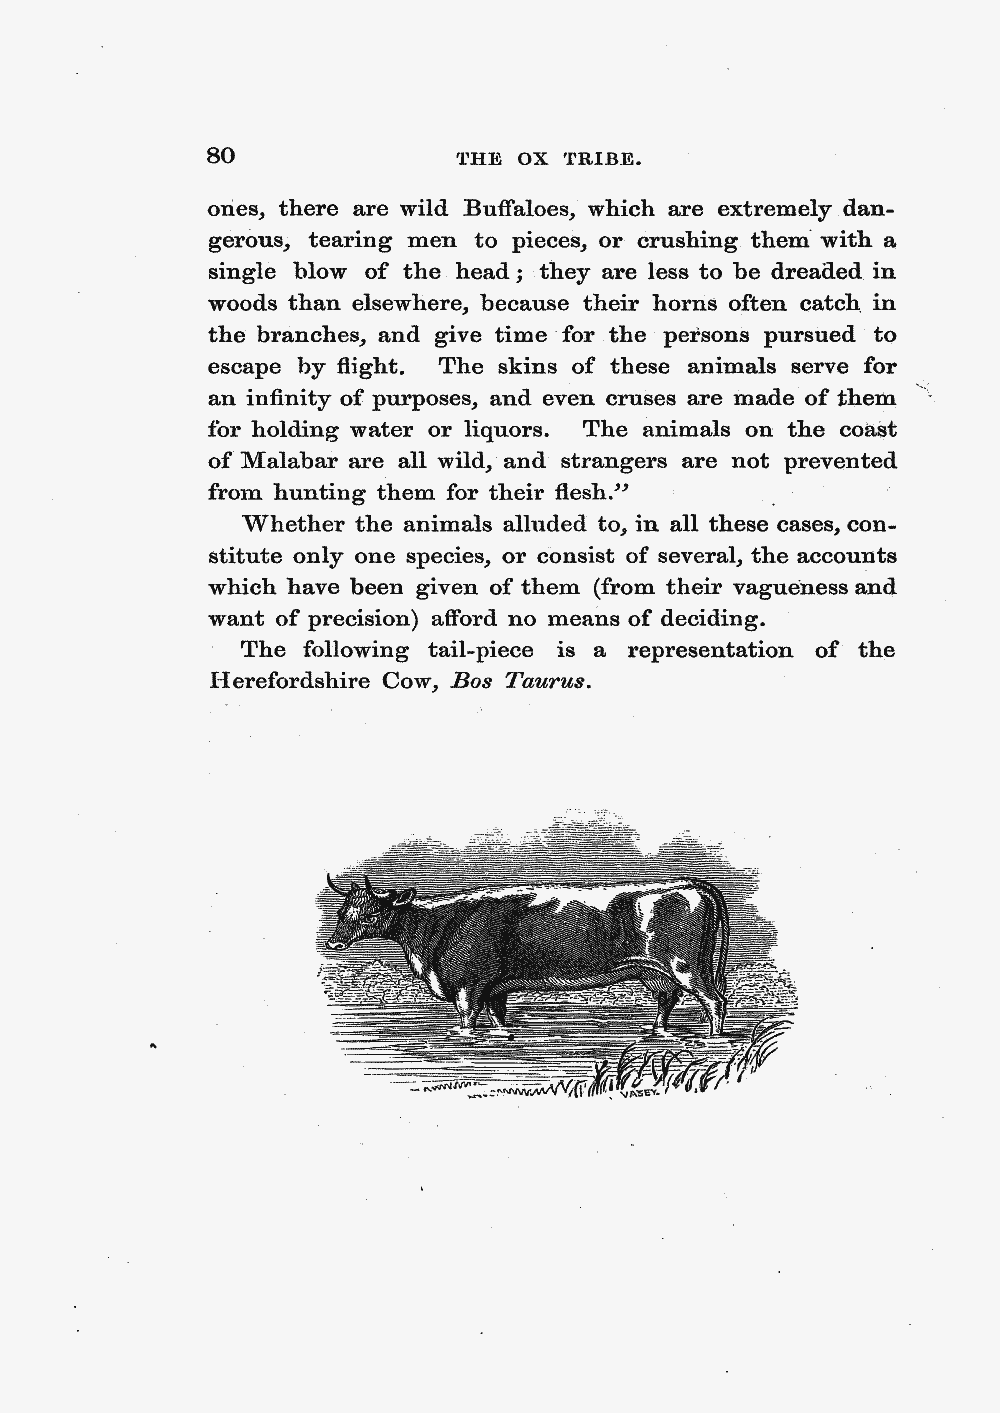 80
THE OX TRIBE.
ones, there are wild Buffaloes, which are extremely dan-
gerous, tearing men to pieces, or crushing them with a
single blow of the head; they are less to be dreaded in
woods than elsewhere, because their horns often catch in
the branches, and give time for the persons pursued to
escape by flight. The skins of these animals serve for
an infinity of purposes, and even cruses are made of them
for holding water or liquors. The animals on the coast
of Malabar are all wild, and strangers are not prevented
from hunting them for their flesh.”
Whether the animals alluded to, in all these cases, con-
stitute only one species, or consist of several, the accounts
which have been given of them (from their vagueness and
want of precision) afford no means of deciding.
The following tail-piece is a representation of the
Herefordshire Cow, Bos Taurus.
VASEY.